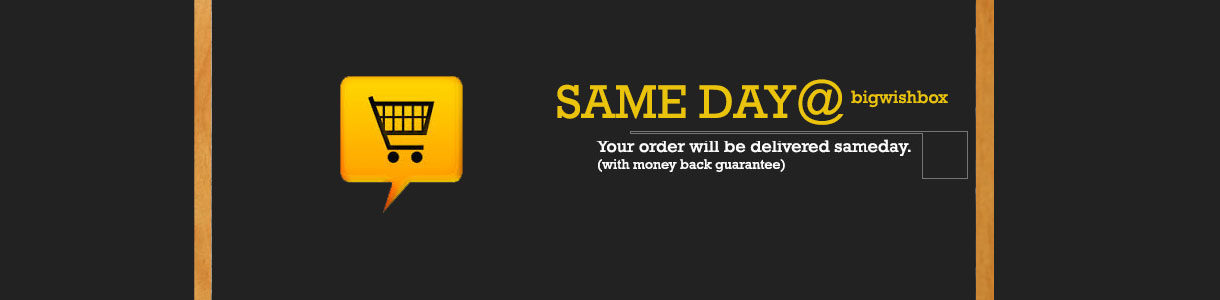 SAME DAY@ bigwishbox
Your order will be delivered sameday.
(with money back guarantee)